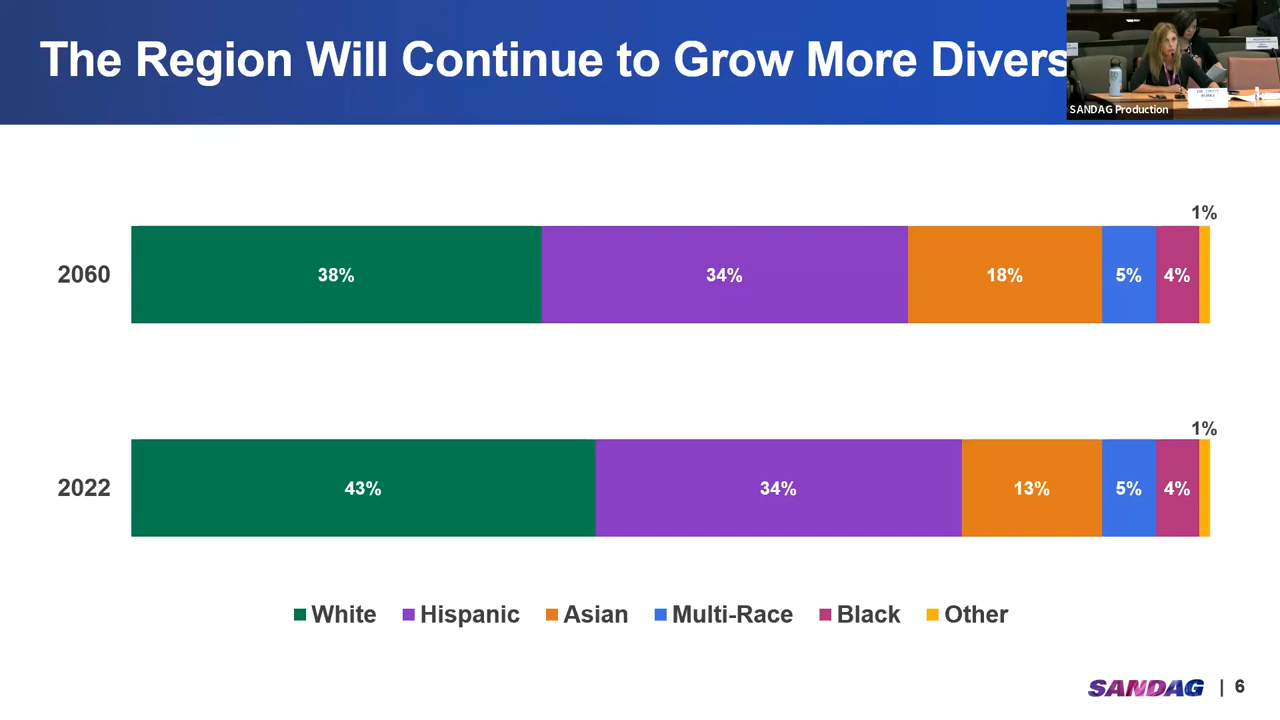 The Region Will Continue to Grow More Divers
SANDAG Production
1%
2060
38%
34%
18%
5%
4%
1%
2022
43%
34%
13%
5%
4%
White
Hispanic
Asian
Multi-Race
Black
Other
SANDAG | 6